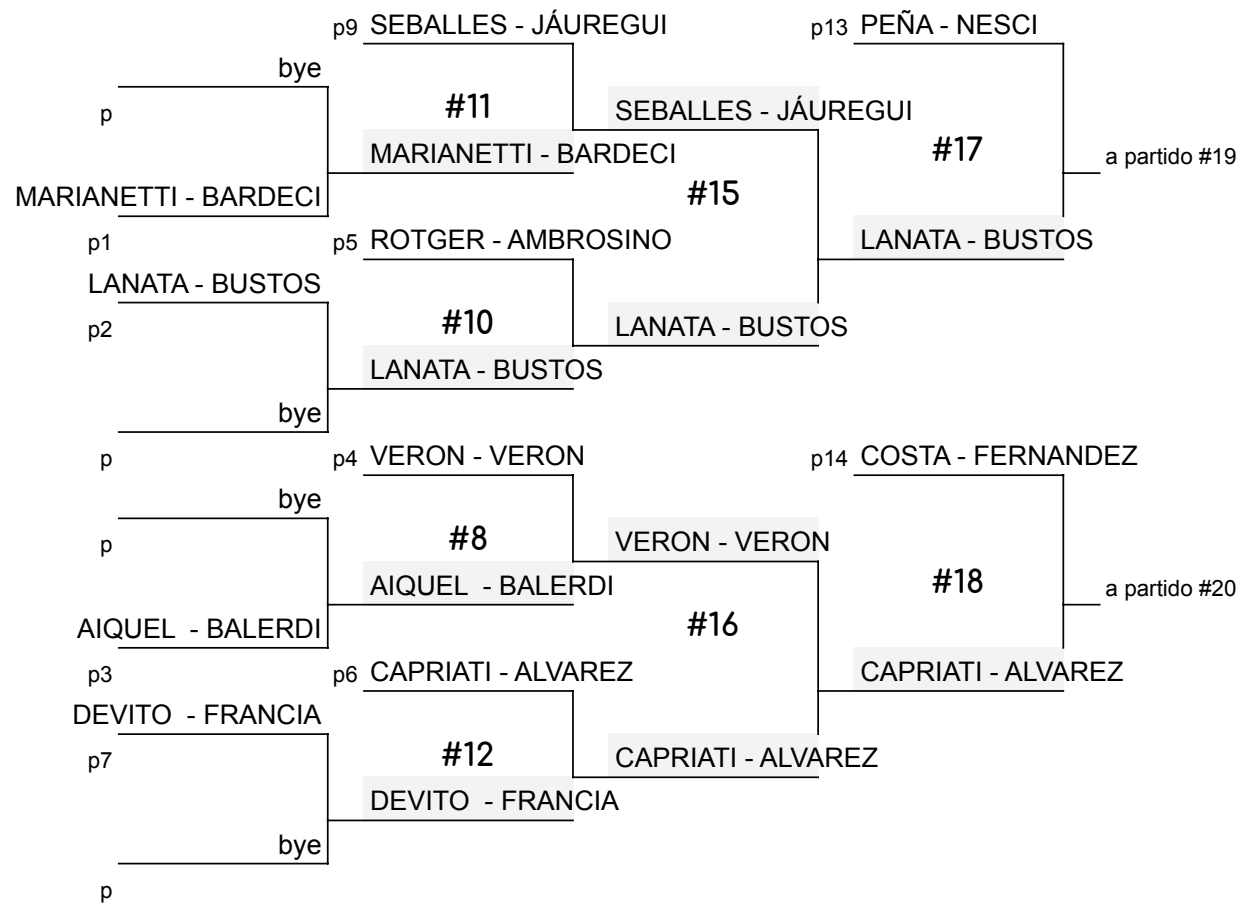 p9 SEBALLES - JÁUREGUI
p13 PEÑA - NESCI
bye
p
#11
SEBALLES - JÁUREGUI
MARIANETTI - BARDECI
#17
a partido #19
MARIANETTI - BARDECI
#15
p1
p5 ROTGER - AMBROSINO
LANATA - BUSTOS
LANATA - BUSTOS
p2
#10
LANATA - BUSTOS
LANATA - BUSTOS
bye
p
p4 VERON - VERON
p14 COSTA - FERNANDEZ
bye
p
#8
VERON - VERON
AIQUEL - BALERDI
#18
a partido #20
AIQUEL - BALERDI
#16
p3
p6 CAPRIATI - ALVAREZ
CAPRIATI - ALVAREZ
DEVITO - FRANCIA
p7
#12
CAPRIATI - ALVAREZ
DEVITO - FRANCIA
bye
p